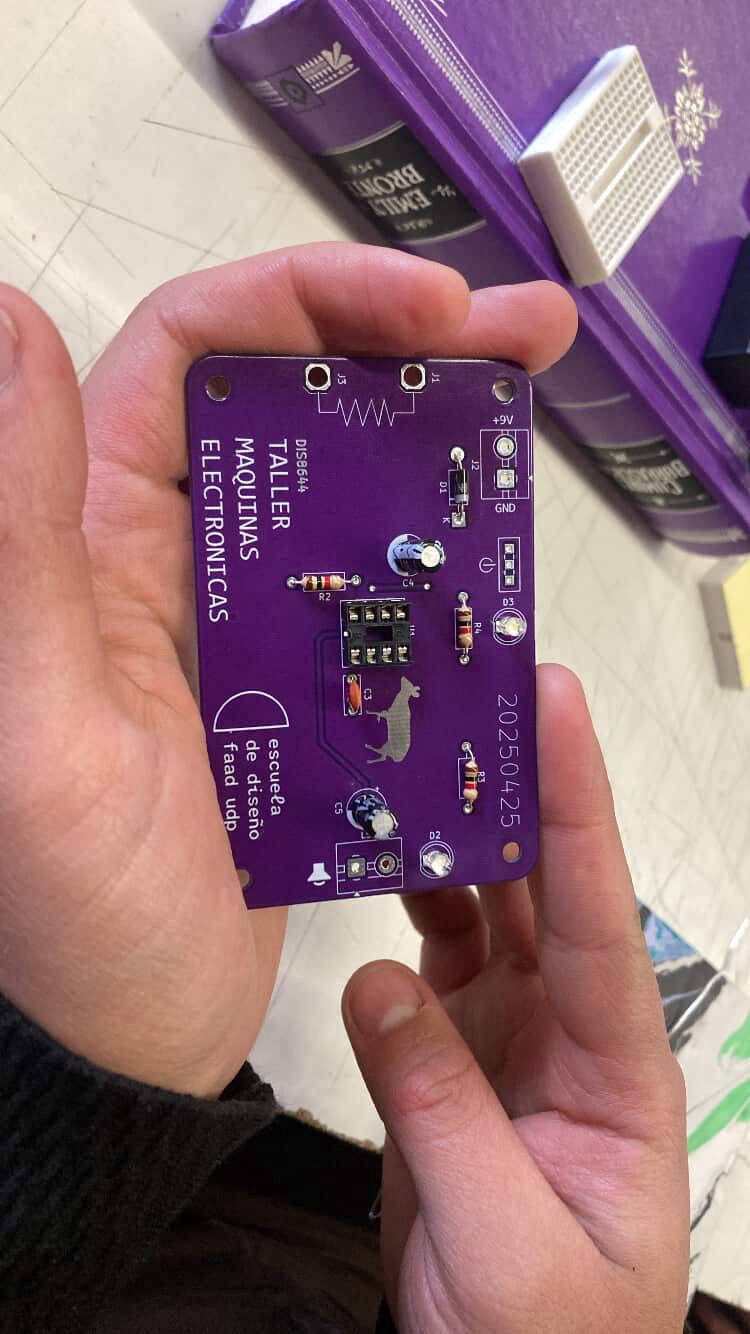 EMILY
BRONTË
+9V
GND
J2
D1
K
D3
20250425
R4
R3
J1
C4
U1
D2
C3
C5
J3
R2
DIS8644
TALLER
MAQUINAS
ELECTRONICAS
escuela
de diseño
faad udp